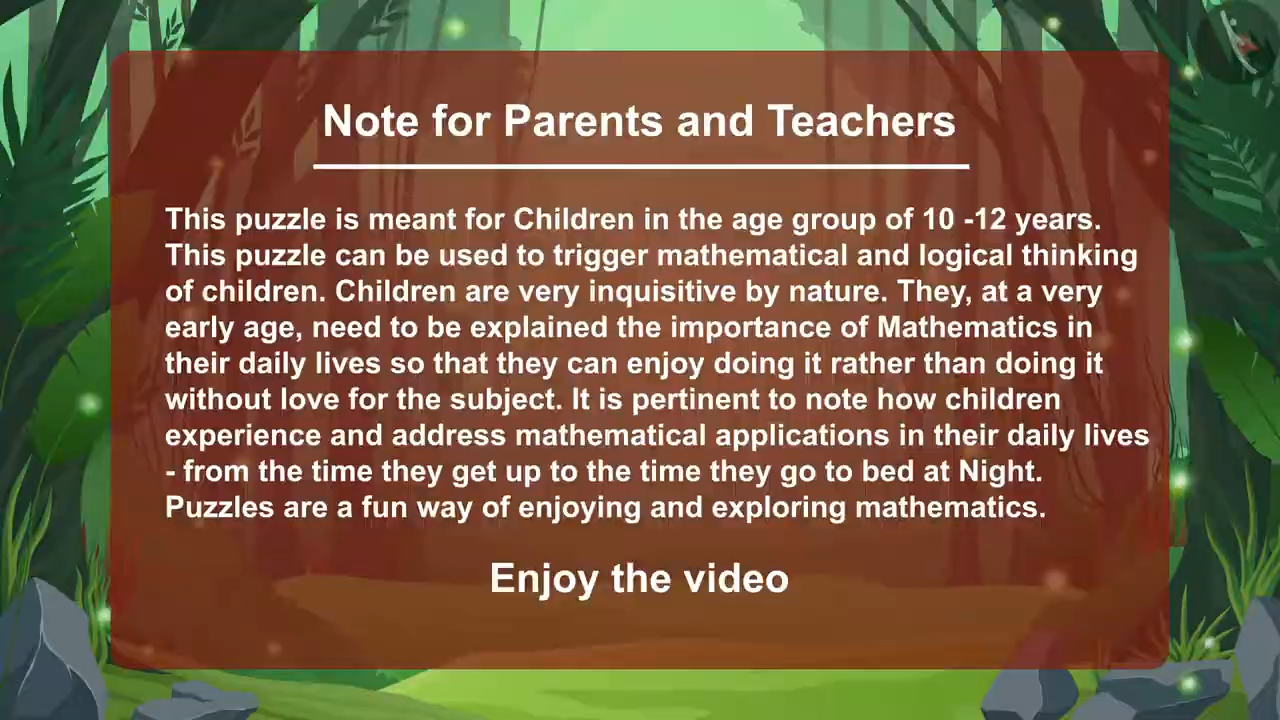 Note for Parents and Teachers
This puzzle is meant for Children in the age group of 10 -12 years.
This puzzle can be used to trigger mathematical and logical thinking
of children. Children are very inquisitive by nature. They, at a very
early age, need to be explained the importance of Mathematics in
their daily lives so that they can enjoy doing it rather than doing it
without love for the subject. It is pertinent to note how children
experience and address mathematical applications in their daily lives
- from the time they get up to the time they go to bed at Night.
Puzzles are a fun way of enjoying and exploring mathematics.
Enjoy the video